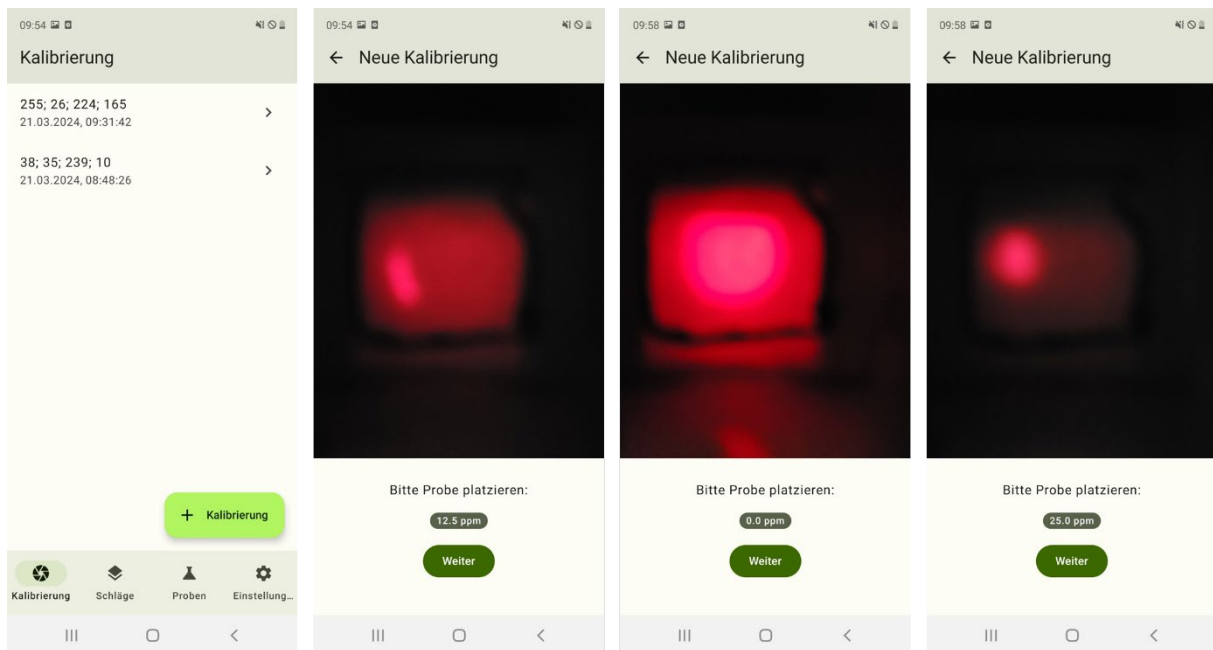 09:54
Kalibrierung
255; 26; 224; 165
21.03.2024, 09:31:42
38; 35; 239; 10
21.03.2024, 08:48:26
+ Kalibrierung
Kalibrierung Schläge Proben Einstellung...
09:54
← Neue Kalibrierung
Bitte Probe platzieren:
12.5 ppm
Weiter
09:58
← Neue Kalibrierung
Bitte Probe platzieren:
0.0 ppm
Weiter
09:58
← Neue Kalibrierung
Bitte Probe platzieren:
25.0 ppm
Weiter